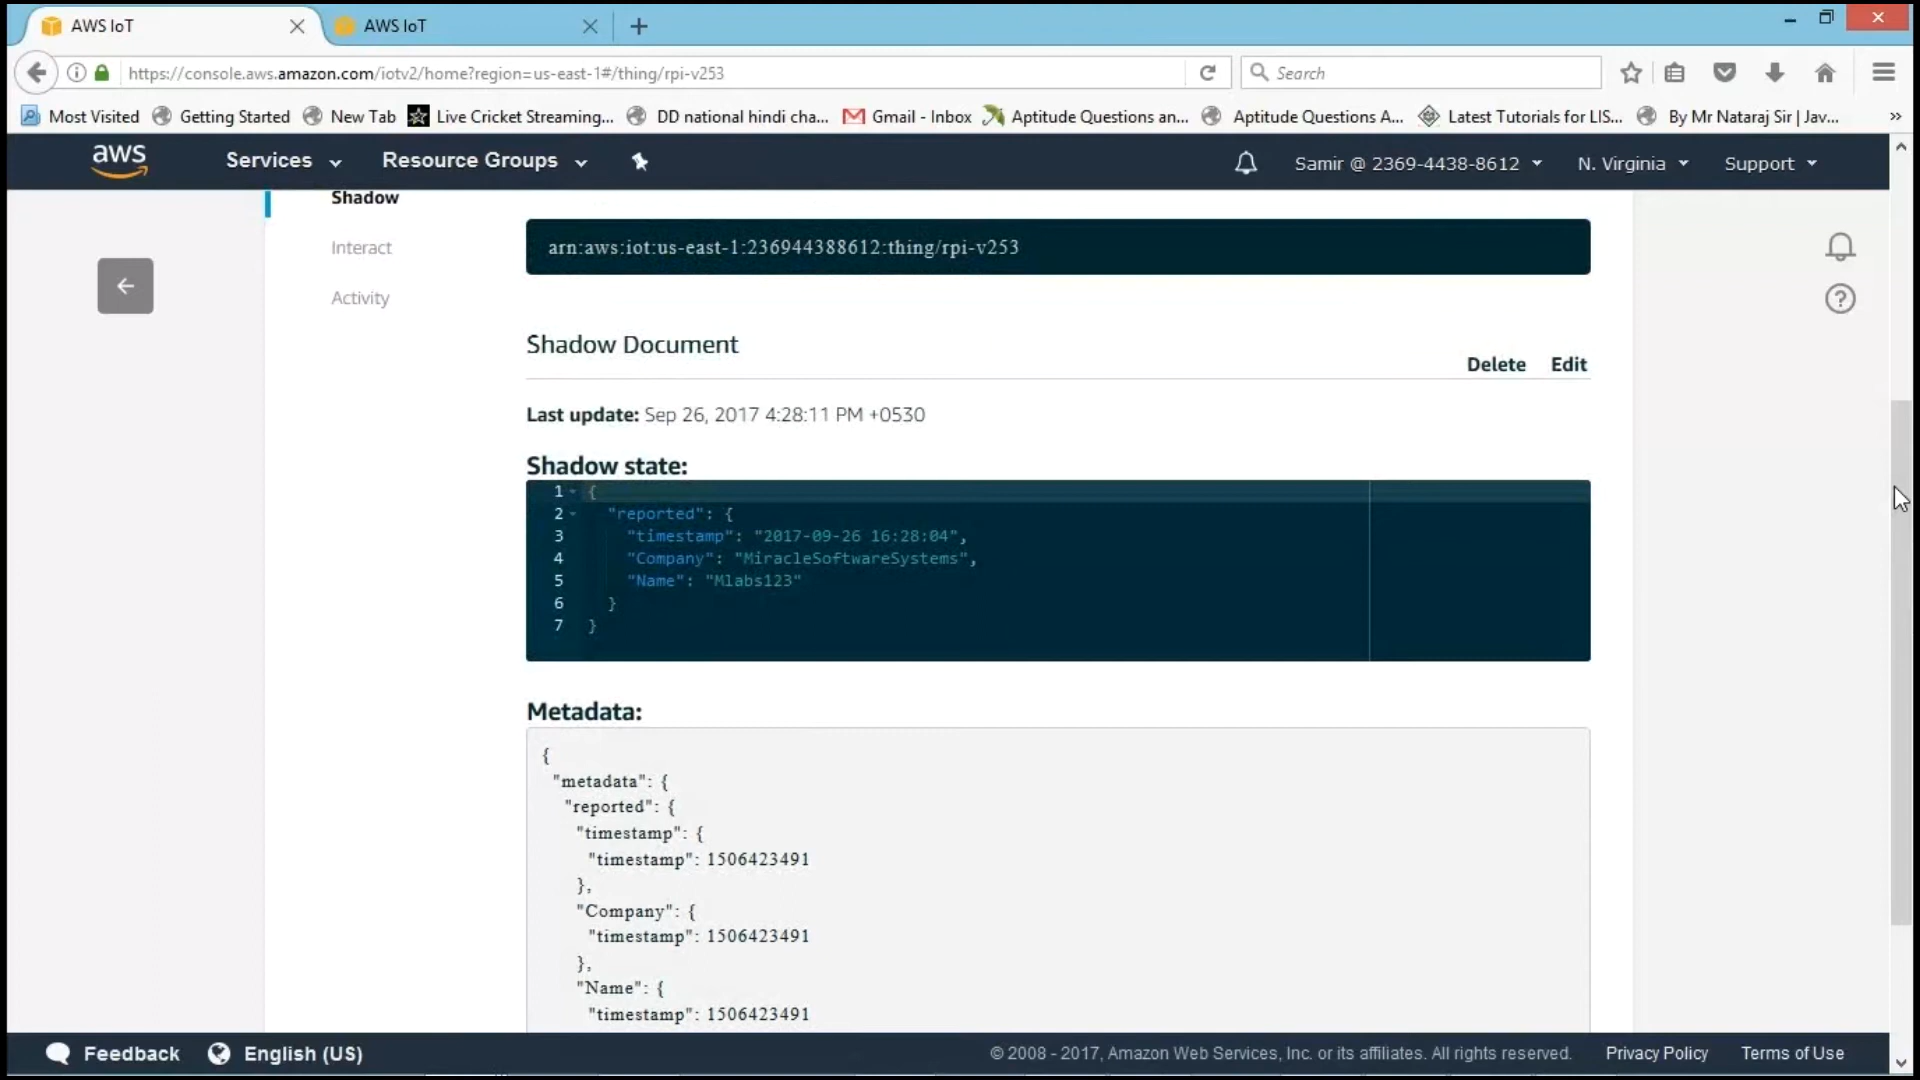 AWS IoT
AWS IoT
https://console.aws.amazon.com/iotv2/home?region=us-east-1#/thing/rpi-v253
Search
Most Visited
Getting Started
New Tab
Live Cricket Streaming...
DD national hindi cha...
Gmail - Inbox
Aptitude Questions an...
Aptitude Questions A...
Latest Tutorials for LIS...
By Mr Nataraj Sir | Jav...
aws
Services
Resource Groups
Samir @ 2369-4438-8612
N. Virginia
Support
Shadow
Interact
Activity
arn:aws:iot:us-east-1:236944388612:thing/rpi-v253
Shadow Document
Delete
Edit
Last update: Sep 26, 2017 4:28:11 PM +0530
Shadow state:
1 {
2 "reported": {
3 "timestamp": "2017-09-26 16:28:04",
4 "Company": "MiracleSoftwareSystems",
5 "Name": "Mlabs123"
6 }
7 }
Metadata:
{
"metadata": {
"reported": {
"timestamp": {
"timestamp": 1506423491
},
"Company": {
"timestamp": 1506423491
},
"Name": {
"timestamp": 1506423491
Feedback
English (US)
© 2008 - 2017, Amazon Web Services, Inc. or its affiliates. All rights reserved.
Privacy Policy
Terms of Use